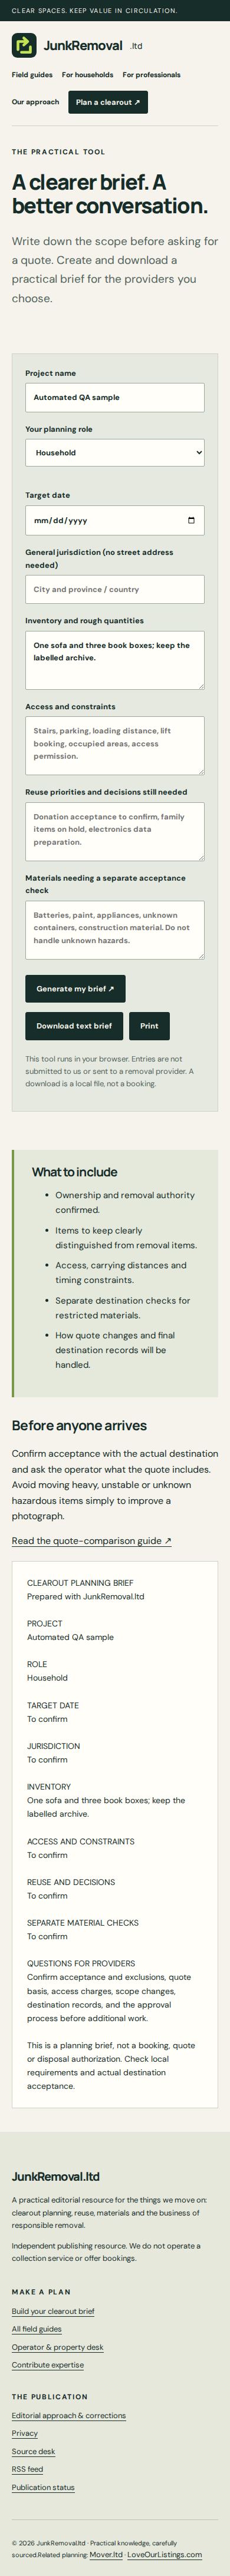 CLEAR SPACES. KEEP VALUE IN CIRCULATION.
JunkRemoval .ltd
Field guides For households For professionals
Our approach Plan a clearout ↗
THE PRACTICAL TOOL
A clearer brief. A
better conversation.
Write down the scope before asking for
a quote. Create and download a
practical brief for the providers you
choose.
Project name
Automated QA sample
Your planning role
Household
Target date
mm/dd/yyyy
General jurisdiction (no street address
needed)
City and province / country
Inventory and rough quantities
One sofa and three book boxes; keep the
labelled archive.
Access and constraints
Stairs, parking, loading distance, lift
booking, occupied areas, access
permission.
Reuse priorities and decisions still needed
Donation acceptance to confirm, family
items on hold, electronics data
preparation.
Materials needing a separate acceptance
check
Batteries, paint, appliances, unknown
containers, construction material. Do not
handle unknown hazards.
Generate my brief ↗
Download text brief Print
This tool runs in your browser. Entries are not
submitted to us or sent to a removal provider. A
download is a local file, not a booking.
What to include
• Ownership and removal authority
confirmed.
• Items to keep clearly
distinguished from removal items.
• Access, carrying distances and
timing constraints.
• Separate destination checks for
restricted materials.
• How quote changes and final
destination records will be
handled.
Before anyone arrives
Confirm acceptance with the actual destination
and ask the operator what the quote includes.
Avoid moving heavy, unstable or unknown
hazardous items simply to improve a
photograph.
Read the quote-comparison guide ↗
CLEAROUT PLANNING BRIEF
Prepared with JunkRemoval.ltd
PROJECT
Automated QA sample
ROLE
Household
TARGET DATE
To confirm
JURISDICTION
To confirm
INVENTORY
One sofa and three book boxes; keep the
labelled archive.
ACCESS AND CONSTRAINTS
To confirm
REUSE AND DECISIONS
To confirm
SEPARATE MATERIAL CHECKS
To confirm
QUESTIONS FOR PROVIDERS
Confirm acceptance and exclusions, quote
basis, access charges, scope changes,
destination records, and the approval
process before additional work.
This is a planning brief, not a booking, quote
or disposal authorization. Check local
requirements and actual destination
acceptance.
JunkRemoval.ltd
A practical editorial resource for the things we move on:
clearout planning, reuse, materials and the business of
responsible removal.
Independent publishing resource. We do not operate a
collection service or offer bookings.
MAKE A PLAN
Build your clearout brief
All field guides
Operator & property desk
Contribute expertise
THE PUBLICATION
Editorial approach & corrections
Privacy
Source desk
RSS feed
Publication status
© 2026 JunkRemoval.ltd · Practical knowledge, carefully
sourced.Related planning: Mover.ltd · LoveOurListings.com